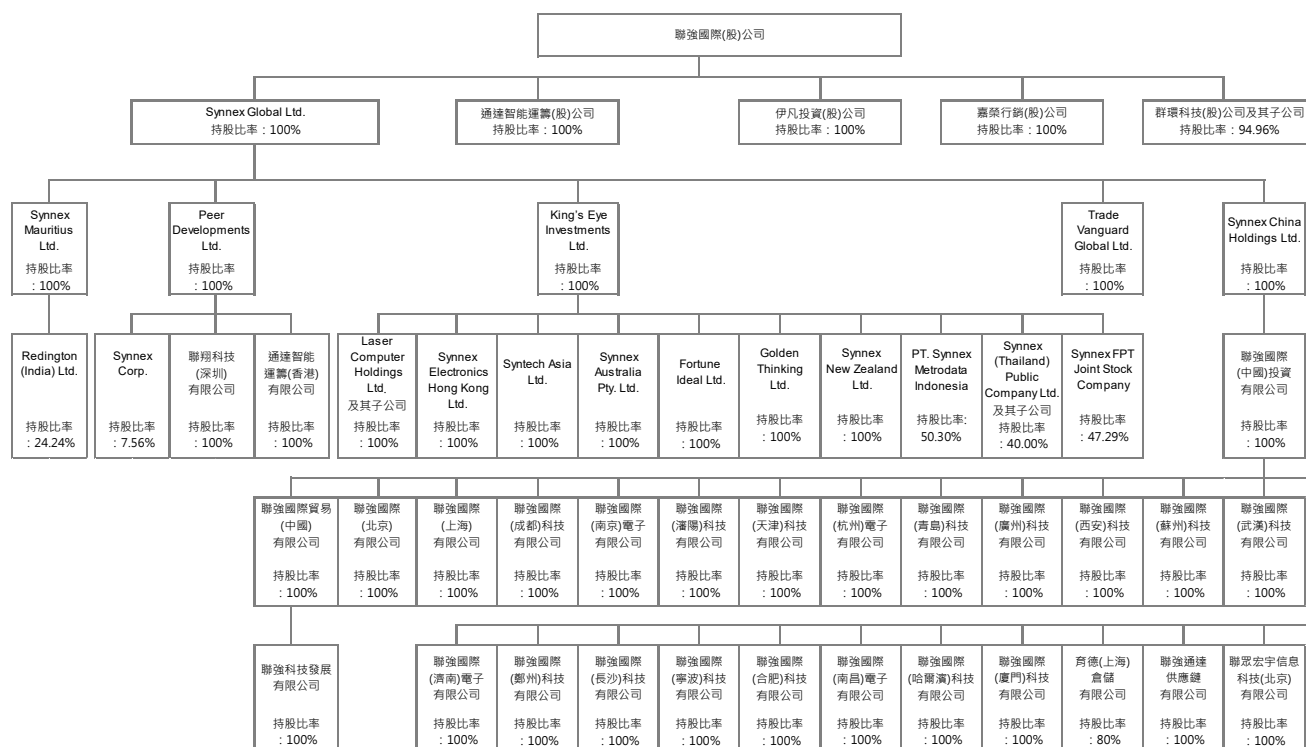 聯強國際(股)公司
Synnex Global Ltd.
持股比率：100%
通達智能運籌(股)公司
持股比率：100%
伊凡投資(股)公司
持股比率：100%
嘉榮行銷(股)公司
持股比率：100%
群環科技(股)公司及其子公司
持股比率：94.96%
Synnex
Mauritius
Ltd.
持股比率
：100%
Peer
Developments
Ltd.
持股比率
：100%
King's Eye
Investments
Ltd.
持股比率
：100%
Trade
Vanguard
Global Ltd.
持股比率
：100%
Synnex China
Holdings Ltd.
持股比率
：100%
Redington
(India) Ltd.
持股比率
：24.24%
Synnex
Corp.
持股比率
：7.56%
聯翔科技
(深圳)
有限公司
持股比率
：100%
通達智能
運籌(香港)
有限公司
持股比率
：100%
Laser
Computer
Holdings
Ltd.
及其子公司
持股比率
：100%
Synnex
Electronics
Hong Kong
Ltd.
持股比率
：100%
Syntech Asia
Ltd.
持股比率
：100%
Synnex
Australia
Pty. Ltd.
持股比率
：100%
Fortune
Ideal Ltd.
持股比率
：100%
Golden
Thinking
Ltd.
持股比率
：100%
Synnex
New Zealand
Ltd.
持股比率
：100%
PT. Synnex
Metrodata
Indonesia
持股比率:
50.30%
Synnex
(Thailand)
Public
Company Ltd.
及其子公司
持股比率
：40.00%
Synnex FPT
Joint Stock
Company
持股比率
：47.29%
聯強國際
(中國)投資
有限公司
持股比率
：100%
聯強國際貿易
(中國)
有限公司
持股比率
：100%
聯強國際
(北京)
有限公司
持股比率
：100%
聯強國際
(上海)
有限公司
持股比率
：100%
聯強國際
(成都)科技
有限公司
持股比率
：100%
聯強國際
(南京)電子
有限公司
持股比率
：100%
聯強國際
(瀋陽)科技
有限公司
持股比率
：100%
聯強國際
(天津)科技
有限公司
持股比率
：100%
聯強國際
(杭州)電子
有限公司
持股比率
：100%
聯強國際
(青島)科技
有限公司
持股比率
：100%
聯強國際
(廣州)科技
有限公司
持股比率
：100%
聯強國際
(西安)科技
有限公司
持股比率
：100%
聯強國際
(蘇州)科技
有限公司
持股比率
：100%
聯強國際
(武漢)科技
有限公司
持股比率
：100%
聯強科技發展
有限公司
持股比率
：100%
聯強國際
(濟南)電子
有限公司
持股比率
：100%
聯強國際
(鄭州)科技
有限公司
持股比率
：100%
聯強國際
(長沙)科技
有限公司
持股比率
：100%
聯強國際
(寧波)科技
有限公司
持股比率
：100%
聯強國際
(合肥)科技
有限公司
持股比率
：100%
聯強國際
(南昌)電子
有限公司
持股比率
：100%
聯強國際
(哈爾濱)科技
有限公司
持股比率
：100%
聯強國際
(廈門)科技
有限公司
持股比率
：100%
育德(上海)
倉儲
有限公司
持股比率
：80%
聯強通達
供應鏈
有限公司
持股比率
：100%
聯眾宏宇信息
科技(北京)
有限公司
持股比率
：100%